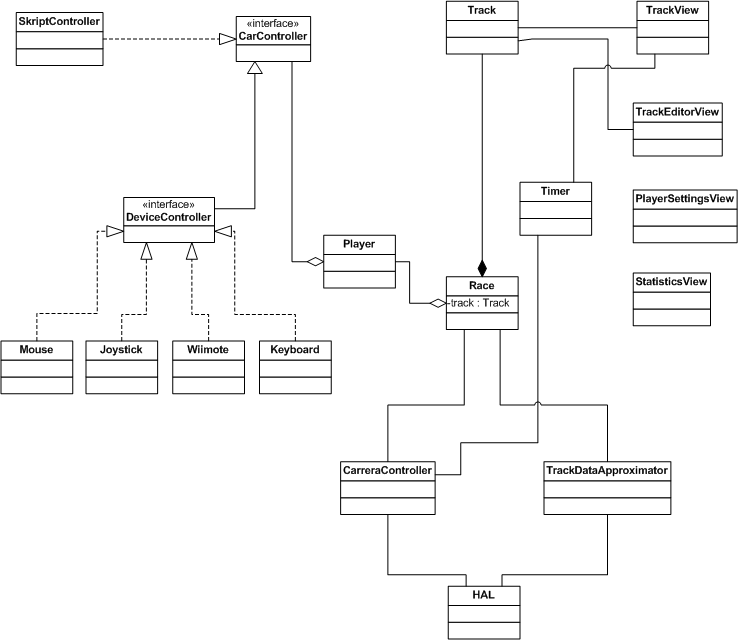 SkriptController
«interface»
CarController
Track
TrackView
TrackEditorView
«interface»
DeviceController
Timer
PlayerSettingsView
Player
Race
-track : Track
StatisticsView
Mouse
Joystick
Wiimote
Keyboard
CarreraController
TrackDataApproximator
HAL